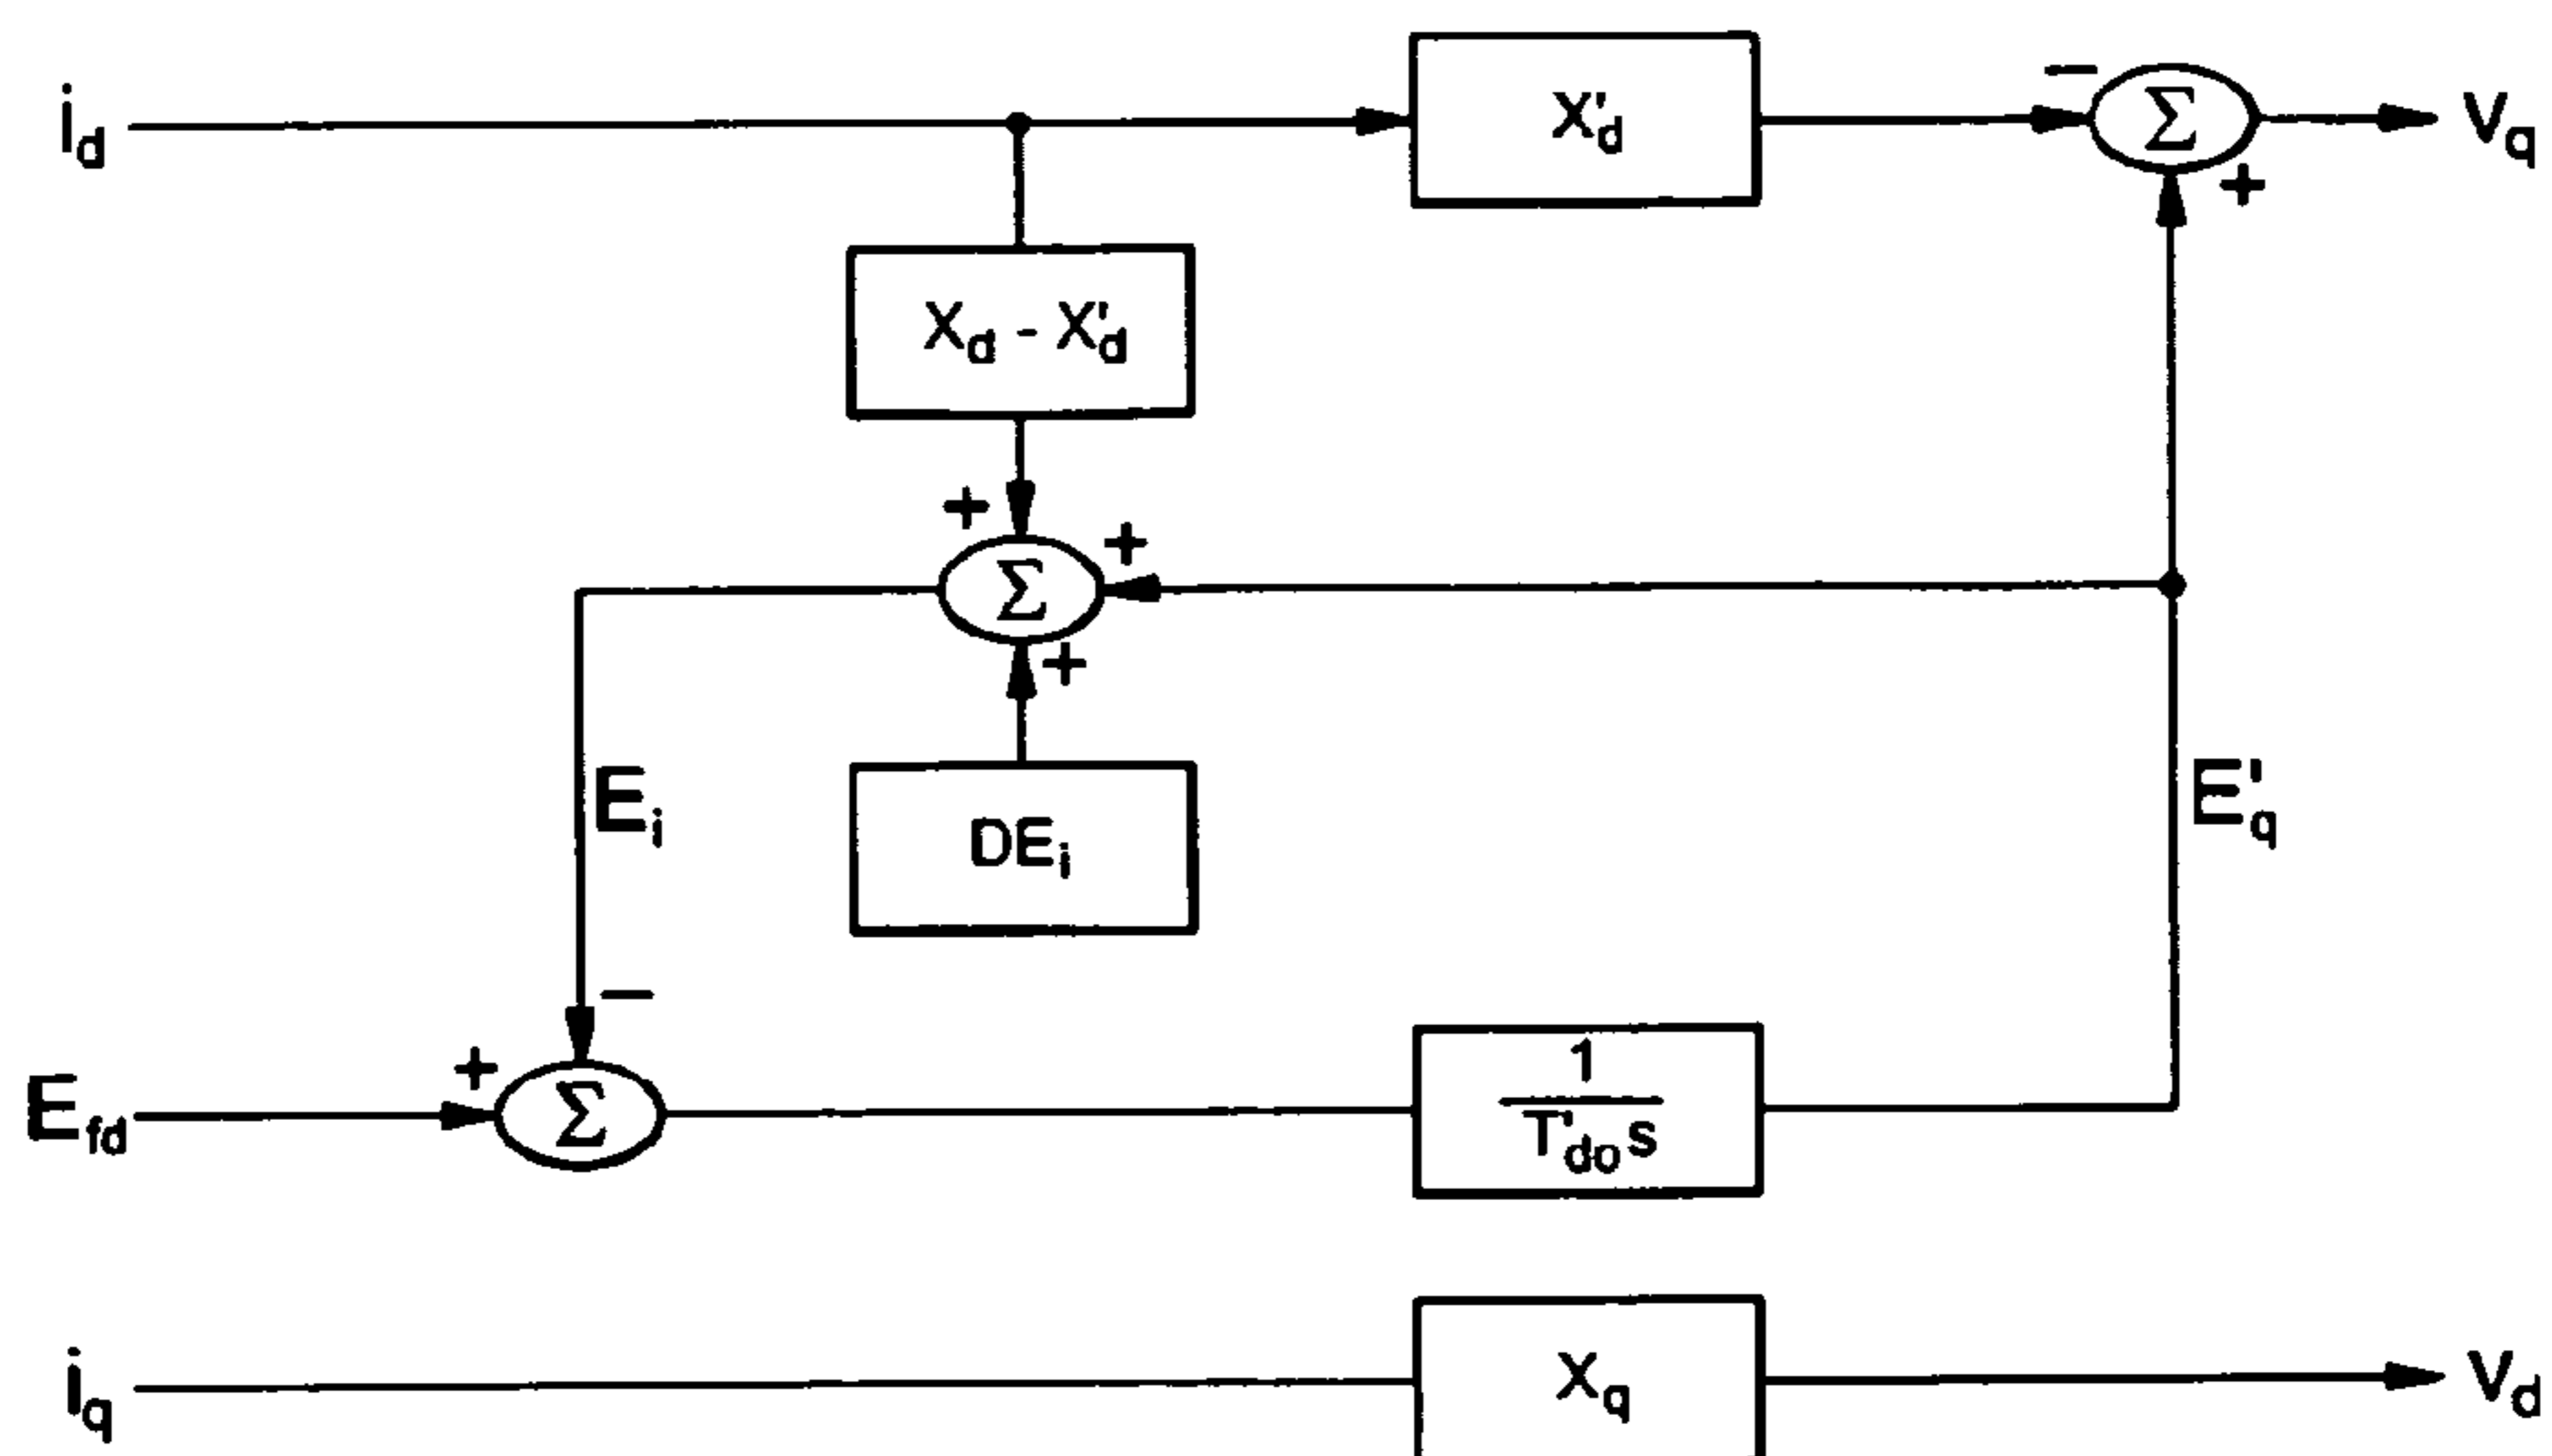 i_d
X'_d
−
Σ
+
V_q
X_d - X'_d
+
+
Σ
+
E_i
DE_i
E'_q
−
+
E_fd
Σ
1
T'_do s
i_q
X_q
V_d